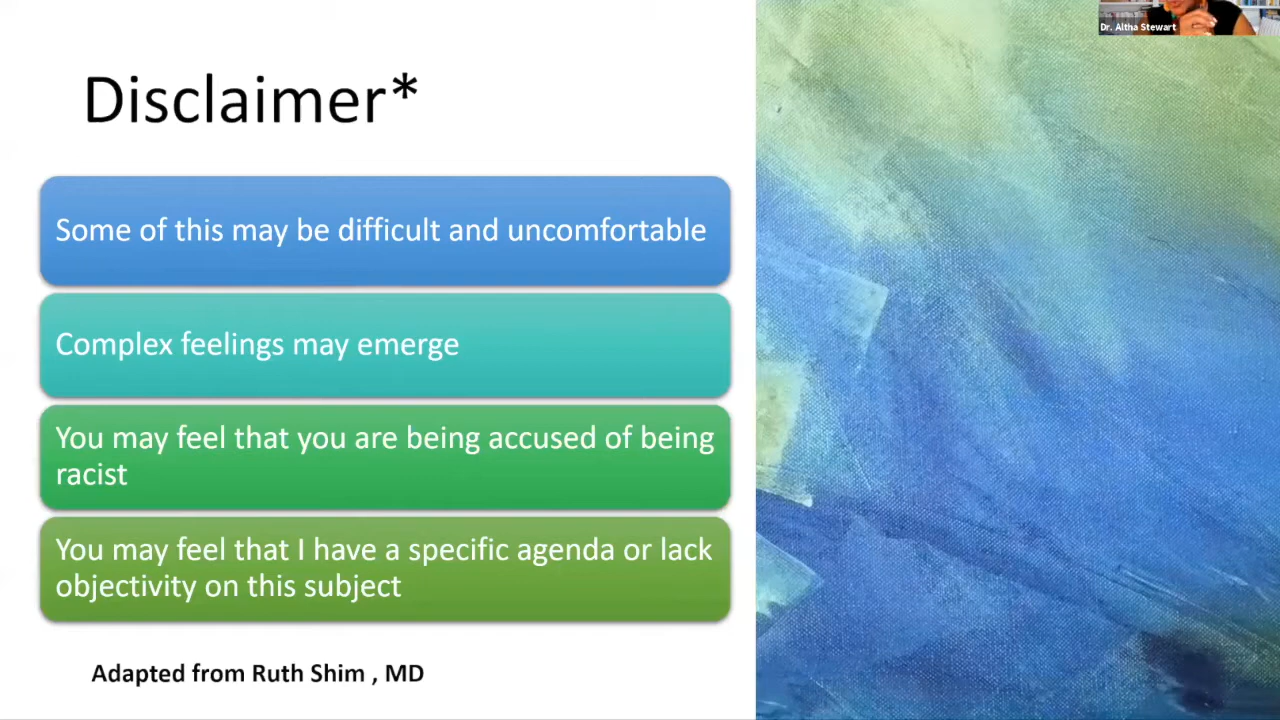 Dr. Altha Stewart
Disclaimer*
Some of this may be difficult and uncomfortable
Complex feelings may emerge
You may feel that you are being accused of being
racist
You may feel that I have a specific agenda or lack
objectivity on this subject
Adapted from Ruth Shim , MD